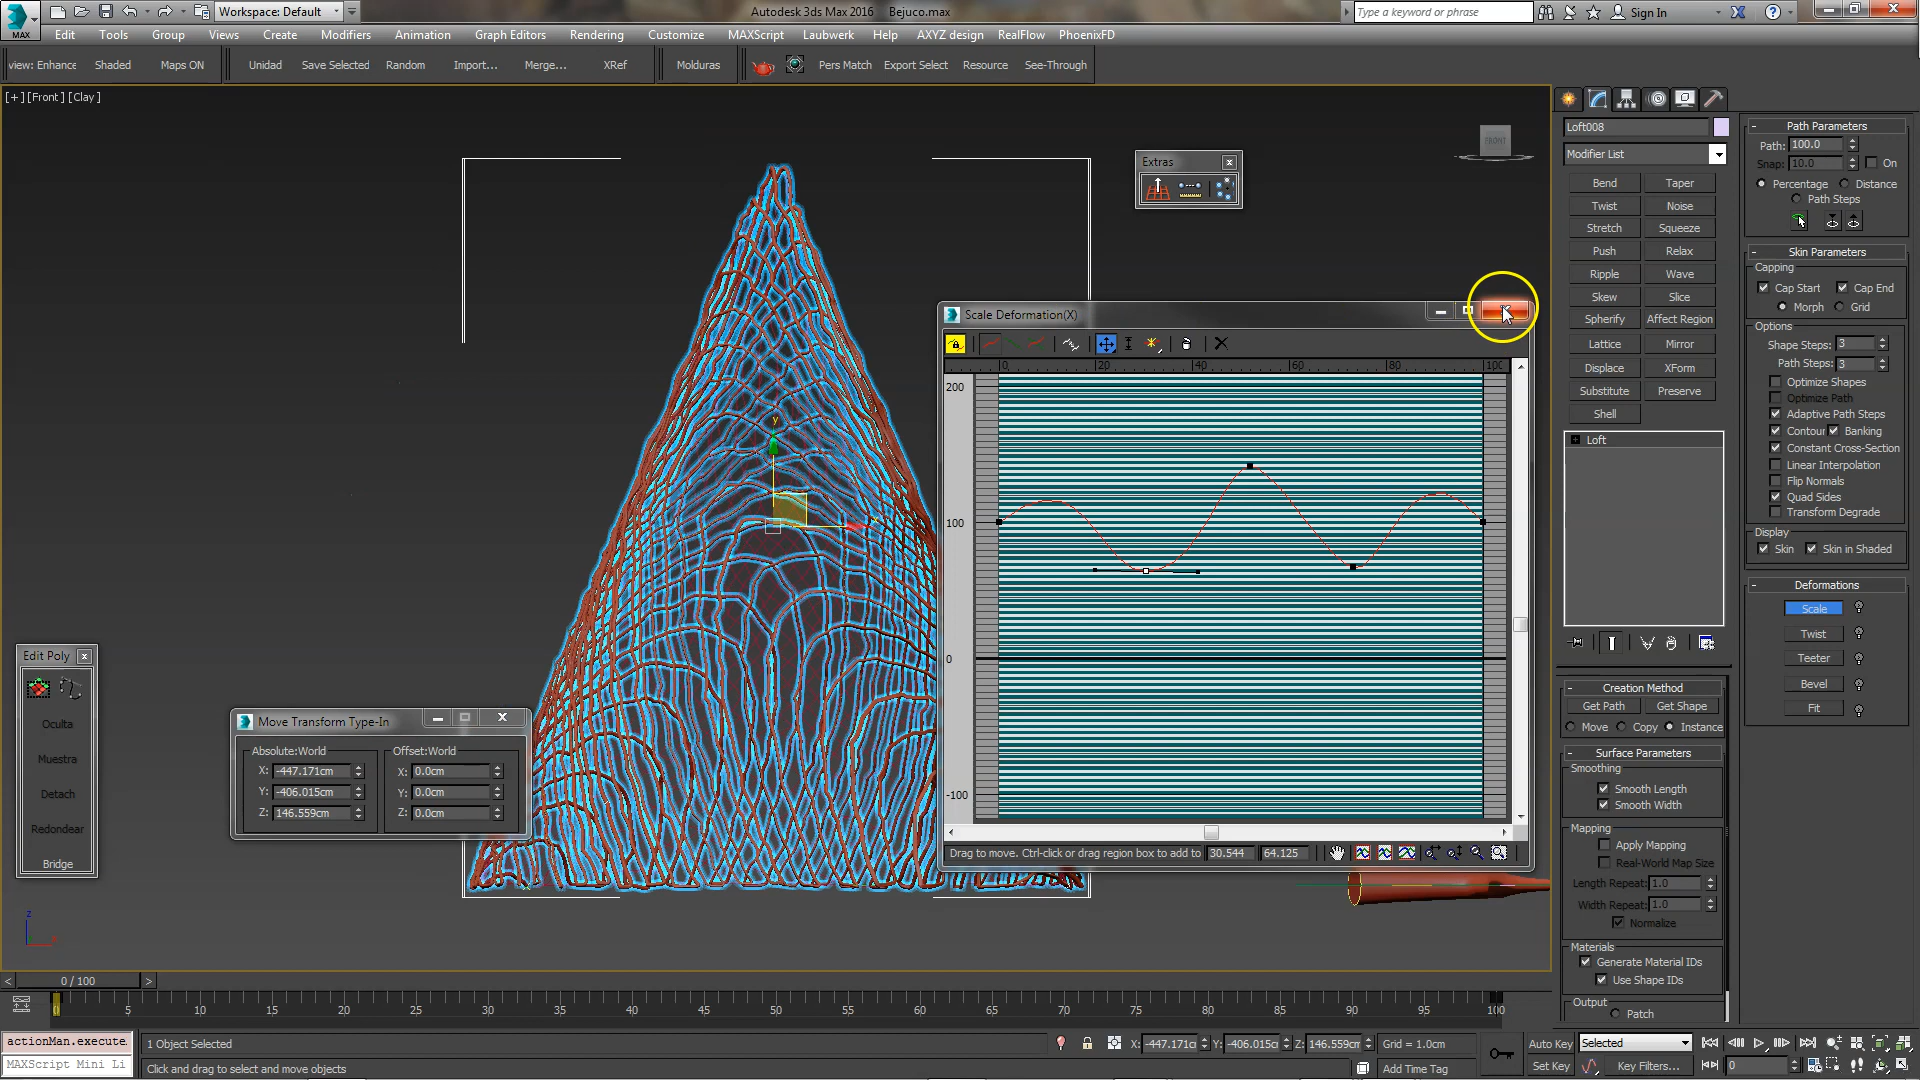 Workspace: Default
Autodesk 3ds Max 2016 Bejuco.max
Type a keyword or phrase
Sign In
MAX
Edit Tools Group Views Create Modifiers Animation Graph Editors Rendering Customize MAXScript Laubwerk Help AXYZ design RealFlow PhoenixFD
view: Enhance Shaded Maps ON Unidad Save Selected Random Import... Merge... XRef Molduras Pers Match Export Select Resource See-Through
[+] [Front] [Clay]
FRONT
Extras
Scale Deformation(X)
0 20 40 60 80 100
200
100
0
-100
Drag to move. Ctrl-click or drag region box to add to 30.544 64.125
Edit Poly
Oculta
Muestra
Detach
Redondear
Bridge
Move Transform Type-In
Absolute:World Offset:World
X: -447.171cm X: 0.0cm
Y: -406.015cm Y: 0.0cm
Z: 146.559cm Z: 0.0cm
y
z
Loft008
Modifier List
Bend Taper
Twist Noise
Stretch Squeeze
Push Relax
Ripple Wave
Skew Slice
Spherify Affect Region
Lattice Mirror
Displace XForm
Substitute Preserve
Shell
Loft
Creation Method
Get Path Get Shape
Move Copy Instance
Surface Parameters
Smoothing
Smooth Length
Smooth Width
Mapping
Apply Mapping
Real-World Map Size
Length Repeat: 1.0
Width Repeat: 1.0
Normalize
Materials
Generate Material IDs
Use Shape IDs
Output
Patch
Path Parameters
Path: 100.0
Snap: 10.0 On
Percentage Distance
Path Steps
Skin Parameters
Capping
Cap Start Cap End
Morph Grid
Options
Shape Steps: 3
Path Steps: 3
Optimize Shapes
Optimize Path
Adaptive Path Steps
Contour Banking
Constant Cross-Section
Linear Interpolation
Flip Normals
Quad Sides
Transform Degrade
Display
Skin Skin in Shaded
Deformations
Scale
Twist
Teeter
Bevel
Fit
0 / 100
5 10 15 20 25 30 35 40 45 50 55 60 65 70 75 80 85 90 95 100
actionMan.execute
MAXScript Mini Li
1 Object Selected
Click and drag to select and move objects
X: -447.171c Y: -406.015c Z: 146.559cm Grid = 1.0cm
Add Time Tag
Auto Key Selected
Set Key Key Filters... 0